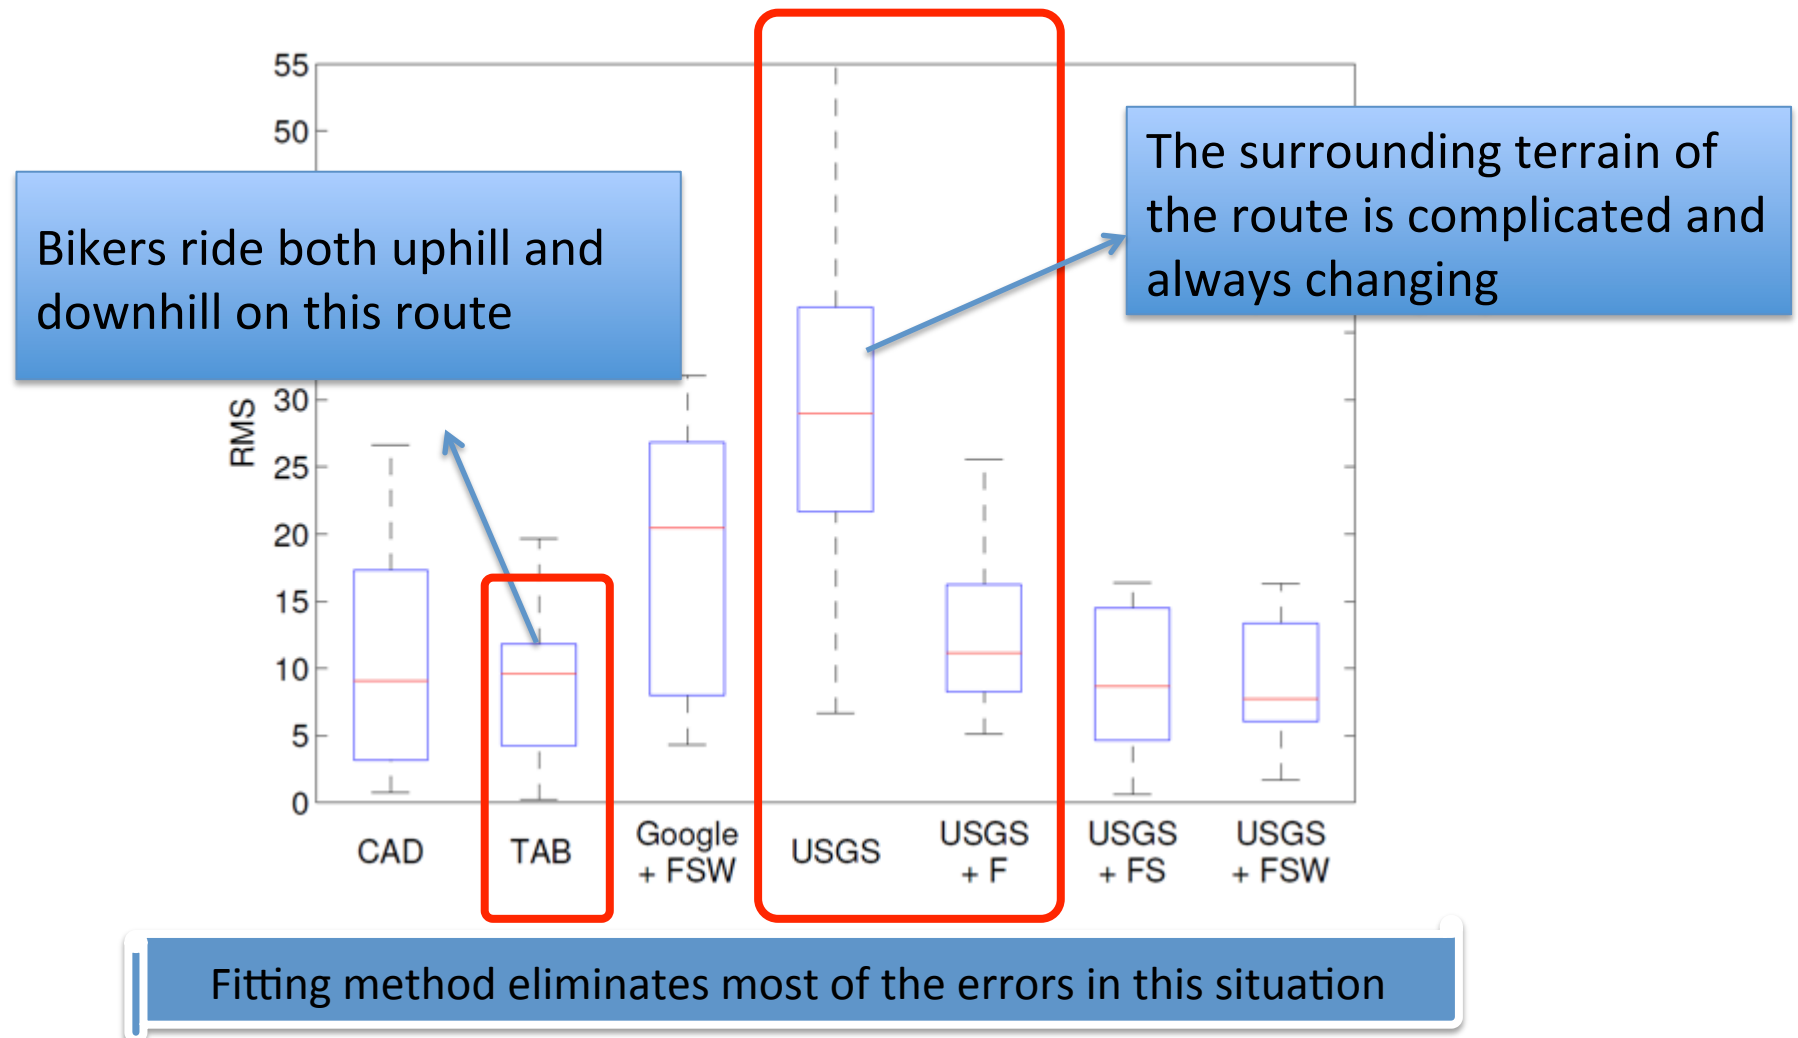 55
50
Bikers ride both uphill and
downhill on this route
The surrounding terrain of
the route is complicated and
always changing
30
25
20
15
10
5
0
RMS
CAD
TAB
Google
+ FSW
USGS
USGS
+ F
USGS
+ FS
USGS
+ FSW
Fitting method eliminates most of the errors in this situation